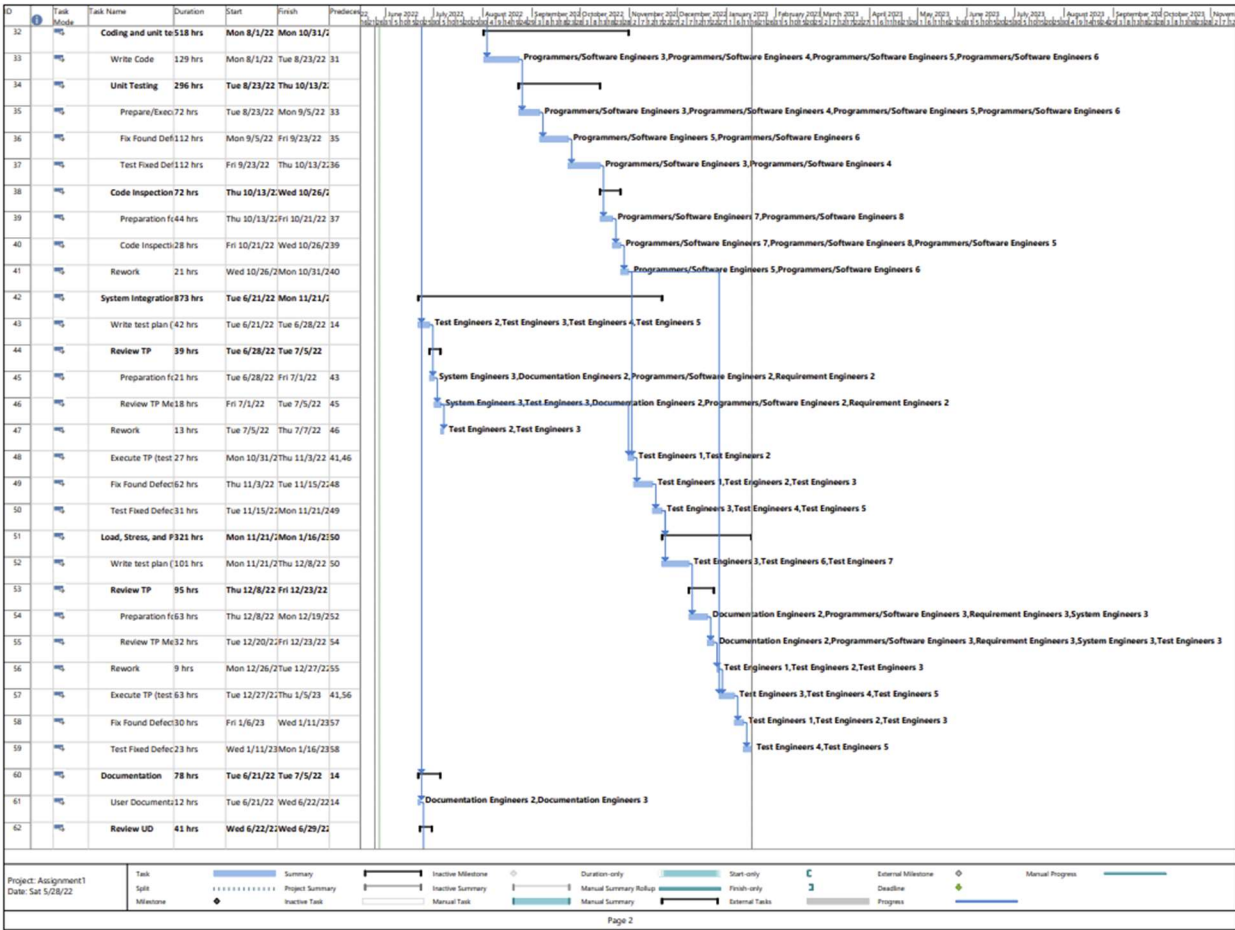 ID Task Mode Task Name Duration Start Finish Predeces
June 2022 July 2022 August 2022 September 2022 October 2022 November 2022 December 2022 January 2023 February 2023 March 2023 April 2023 May 2023 June 2023 July 2023 August 2023 September 2023 October 2023
32 Coding and unit te 518 hrs Mon 8/1/22 Mon 10/31/2
33 Write Code 129 hrs Mon 8/1/22 Tue 8/23/22 31 Programmers/Software Engineers 3,Programmers/Software Engineers 4,Programmers/Software Engineers 5,Programmers/Software Engineers 6
34 Unit Testing 296 hrs Tue 8/23/22 Thu 10/13/2
35 Prepare/Exec 72 hrs Tue 8/23/22 Mon 9/5/22 33 Programmers/Software Engineers 3,Programmers/Software Engineers 4,Programmers/Software Engineers 5,Programmers/Software Engineers 6
36 Fix Found Def 112 hrs Mon 9/5/22 Fri 9/23/22 35 Programmers/Software Engineers 5,Programmers/Software Engineers 6
37 Test Fixed De 112 hrs Fri 9/23/22 Thu 10/13/22 36 Programmers/Software Engineers 3,Programmers/Software Engineers 4
38 Code Inspection 72 hrs Thu 10/13/2 Wed 10/26/2
39 Preparation fo 44 hrs Thu 10/13/22 Fri 10/21/22 37 Programmers/Software Engineers 7,Programmers/Software Engineers 8
40 Code Inspecti 28 hrs Fri 10/21/22 Wed 10/26/2 39 Programmers/Software Engineers 7,Programmers/Software Engineers 8,Programmers/Software Engineers 5
41 Rework 21 hrs Wed 10/26/2 Mon 10/31/2 40 Programmers/Software Engineers 5,Programmers/Software Engineers 6
42 System Integration 873 hrs Tue 6/21/22 Mon 11/21/2
43 Write test plan ( 42 hrs Tue 6/21/22 Tue 6/28/22 14 Test Engineers 2,Test Engineers 3,Test Engineers 4,Test Engineers 5
44 Review TP 39 hrs Tue 6/28/22 Tue 7/5/22
45 Preparation fo 21 hrs Tue 6/28/22 Fri 7/1/22 43 System Engineers 3,Documentation Engineers 2,Programmers/Software Engineers 2,Requirement Engineers 2
46 Review TP Me 18 hrs Fri 7/1/22 Tue 7/5/22 45 System Engineers 3,Test Engineers 3,Documentation Engineers 2,Programmers/Software Engineers 2,Requirement Engineers 2
47 Rework 13 hrs Tue 7/5/22 Thu 7/7/22 46 Test Engineers 2,Test Engineers 3
48 Execute TP (test 27 hrs Mon 10/31/2 Thu 11/3/22 41,46 Test Engineers 1,Test Engineers 2
49 Fix Found Defect 62 hrs Thu 11/3/22 Tue 11/15/22 48 Test Engineers 1,Test Engineers 2,Test Engineers 3
50 Test Fixed Defec 31 hrs Tue 11/15/22 Mon 11/21/2 49 Test Engineers 3,Test Engineers 4,Test Engineers 5
51 Load, Stress, and P 321 hrs Mon 11/21/2 Mon 1/16/23 50
52 Write test plan ( 101 hrs Mon 11/21/2 Thu 12/8/22 50 Test Engineers 3,Test Engineers 6,Test Engineers 7
53 Review TP 95 hrs Thu 12/8/22 Fri 12/23/22
54 Preparation fo 63 hrs Thu 12/8/22 Mon 12/19/2 52 Documentation Engineers 2,Programmers/Software Engineers 3,Requirement Engineers 3,System Engineers 3
55 Review TP Me 32 hrs Tue 12/20/22 Fri 12/23/22 54 Documentation Engineers 2,Programmers/Software Engineers 3,Requirement Engineers 3,System Engineers 3,Test Engineers 3
56 Rework 9 hrs Mon 12/26/2 Tue 12/27/22 55 Test Engineers 1,Test Engineers 2,Test Engineers 3
57 Execute TP (test 63 hrs Tue 12/27/22 Thu 1/5/23 41,56 Test Engineers 3,Test Engineers 4,Test Engineers 5
58 Fix Found Defect 30 hrs Fri 1/6/23 Wed 1/11/23 57 Test Engineers 1,Test Engineers 2,Test Engineers 3
59 Test Fixed Defec 23 hrs Wed 1/11/23 Mon 1/16/23 58 Test Engineers 4,Test Engineers 5
60 Documentation 78 hrs Tue 6/21/22 Tue 7/5/22 14
61 User Documenta 12 hrs Tue 6/21/22 Wed 6/22/22 14 Documentation Engineers 2,Documentation Engineers 3
62 Review UD 41 hrs Wed 6/22/2 Wed 6/29/22
Project: Assignment1
Date: Sat 5/28/22
Task Summary Inactive Milestone Duration-only Start-only External Milestone Manual Progress
Split Project Summary Inactive Summary Manual Summary Rollup Finish-only Deadline
Milestone Inactive Task Manual Task Manual Summary External Tasks Progress
Page 2